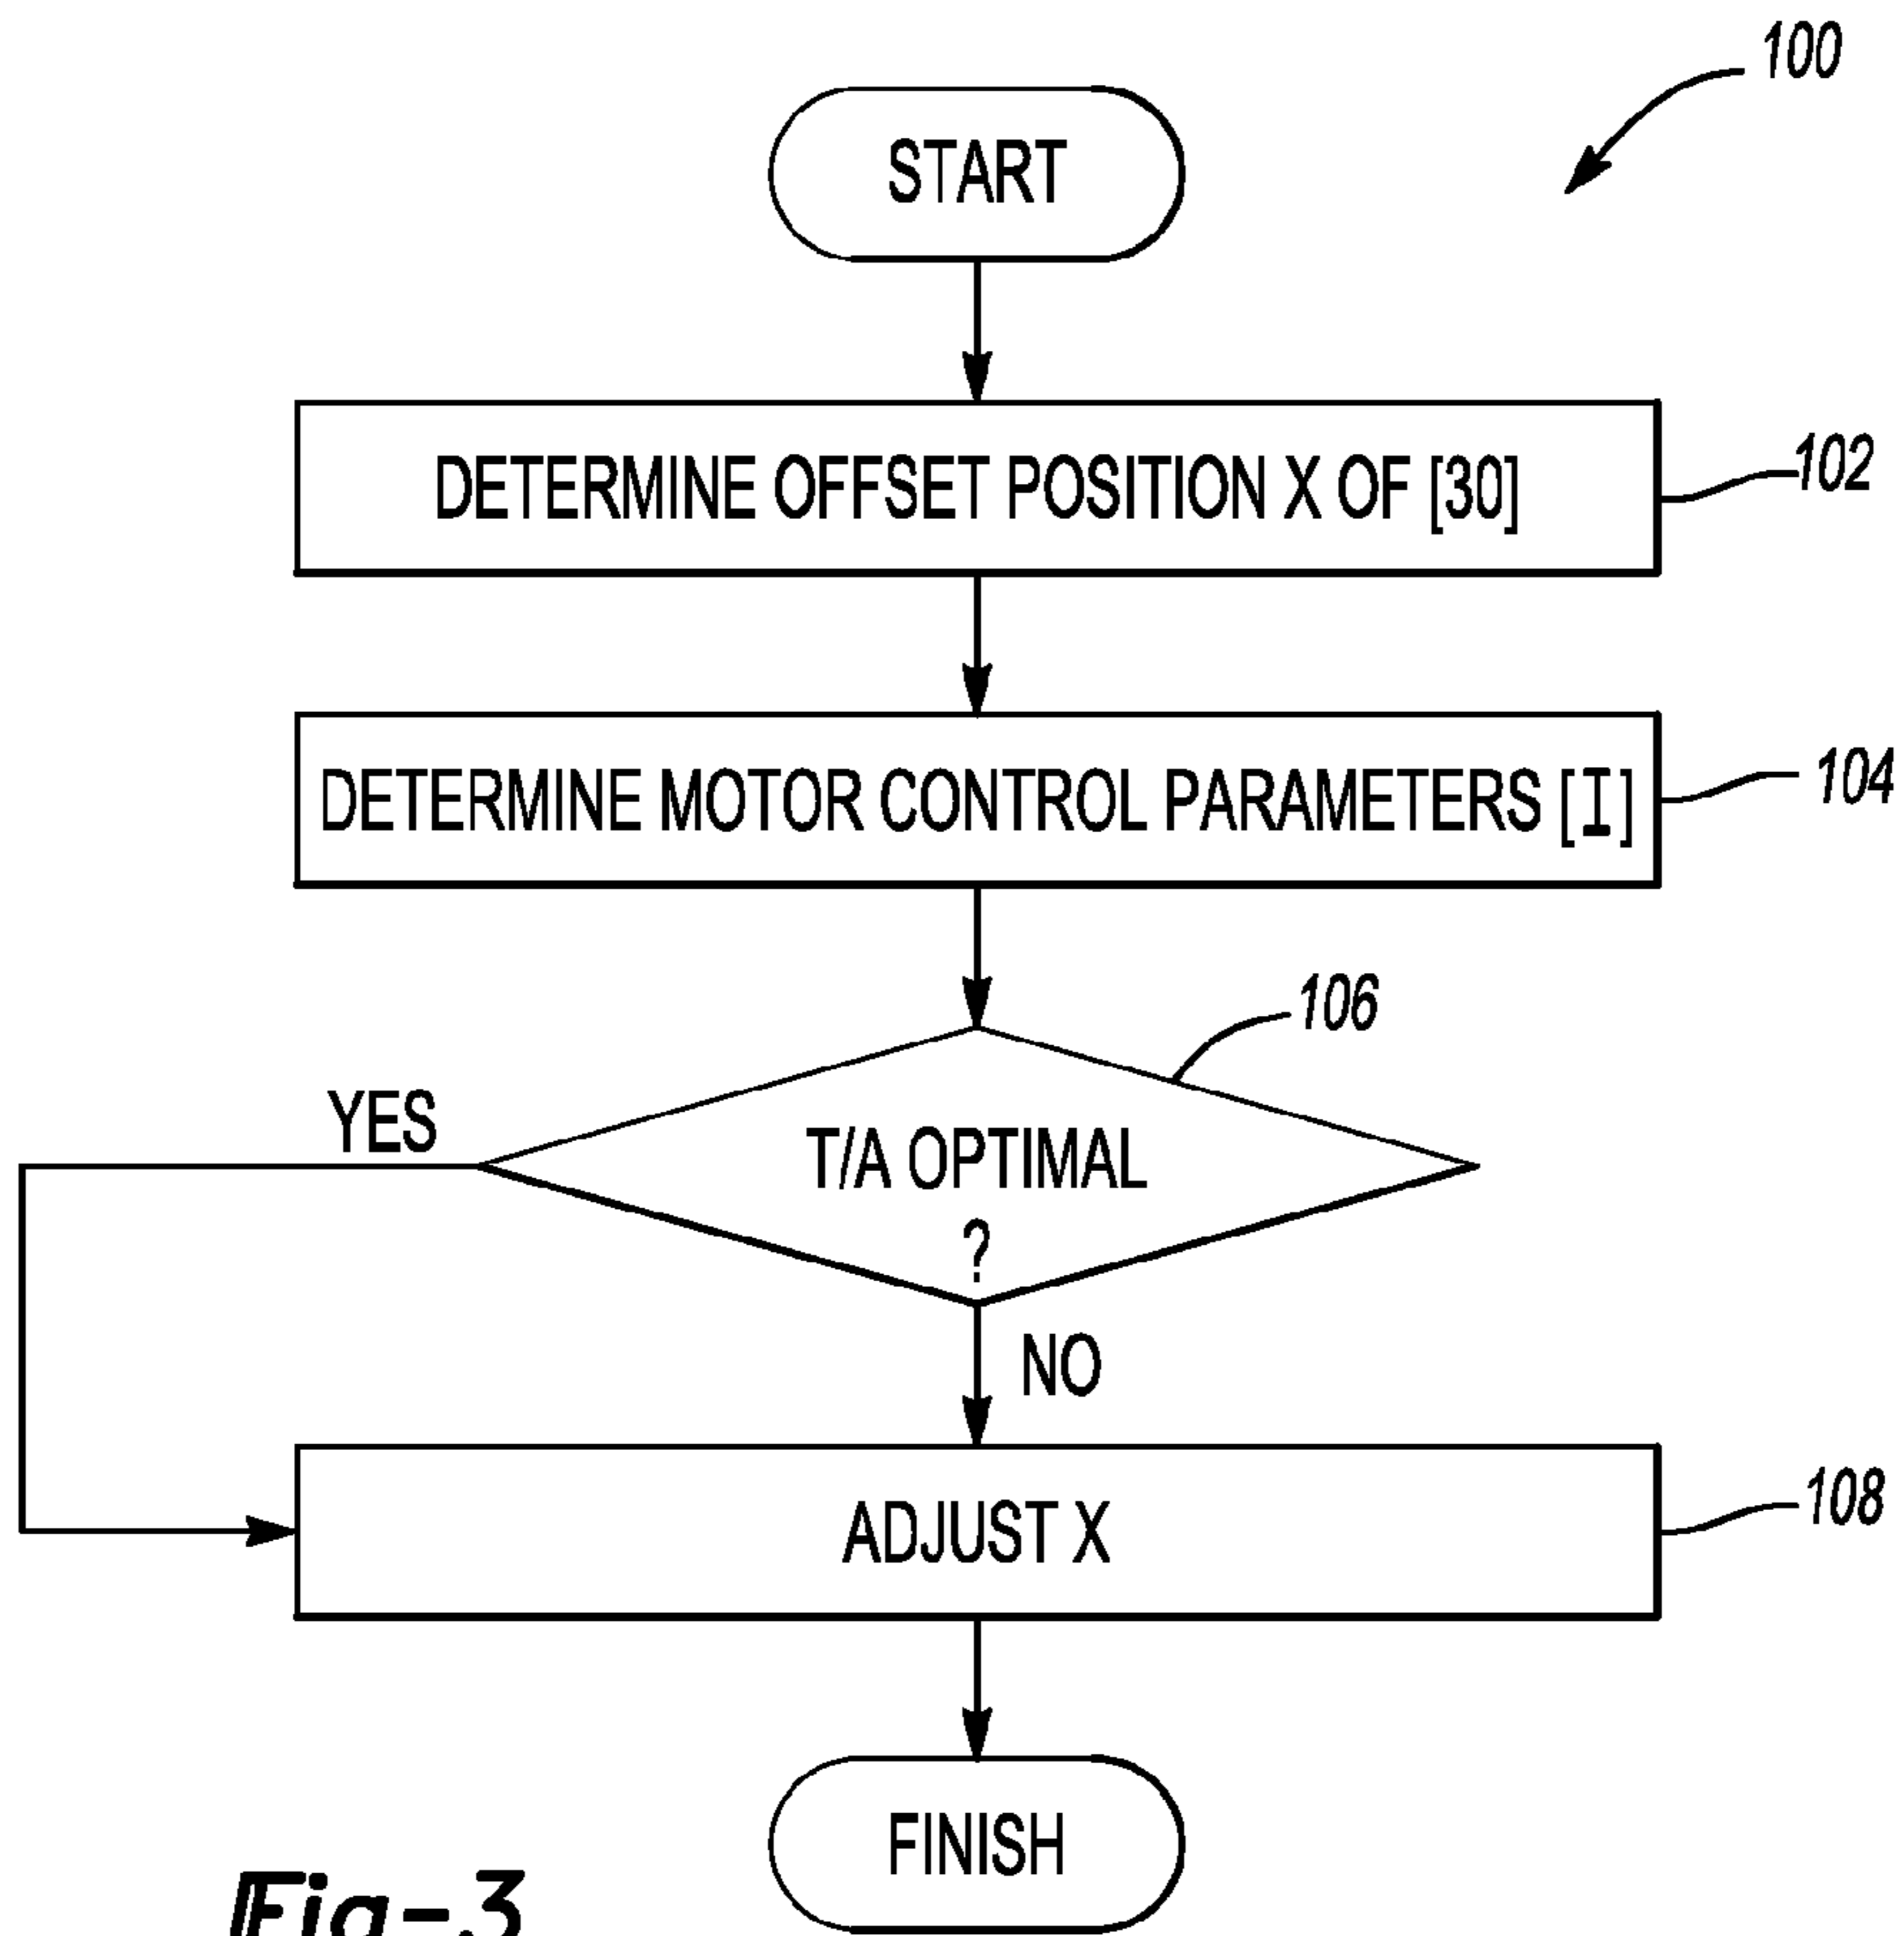 100
START
DETERMINE OFFSET POSITION X OF [30]
102
DETERMINE MOTOR CONTROL PARAMETERS [I]
104
106
YES
T/A OPTIMAL
?
NO
ADJUST X
108
FINISH
Fig-3